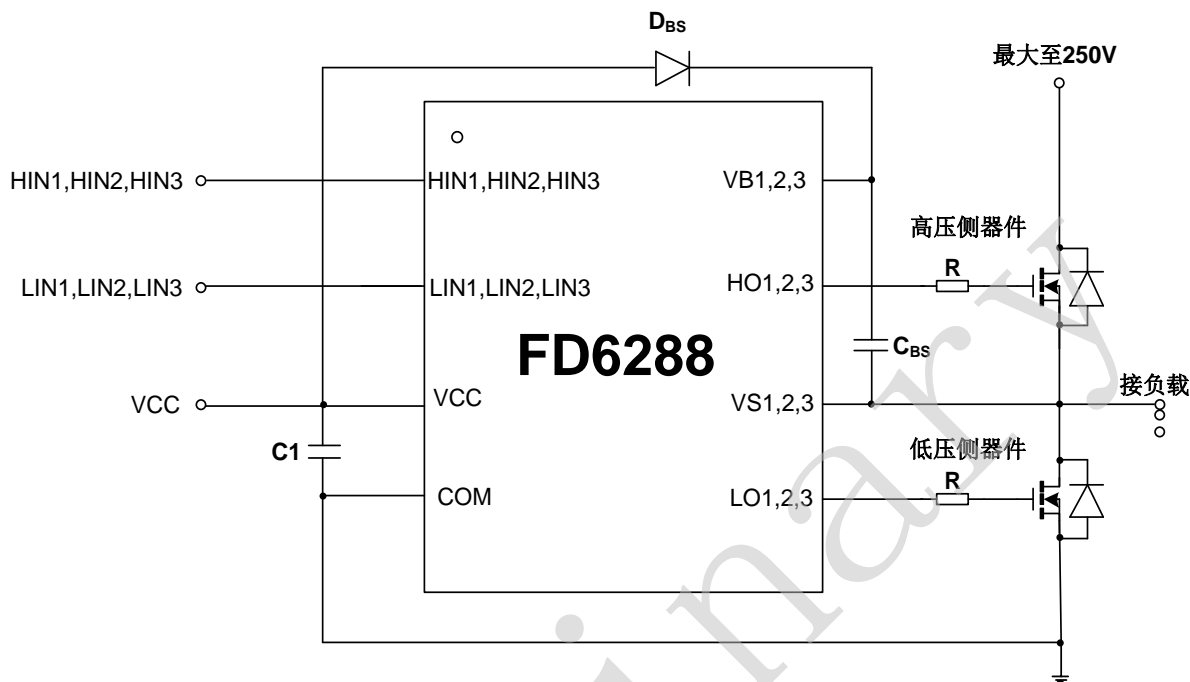 DBS
最大至250V
HIN1,HIN2,HIN3
HIN1,HIN2,HIN3
VB1,2,3
高压侧器件
R
LIN1,LIN2,LIN3
LIN1,LIN2,LIN3
HO1,2,3
FD6288
CBS
接负载
VCC
VCC
VS1,2,3
C1
低压侧器件
R
COM
LO1,2,3
inary